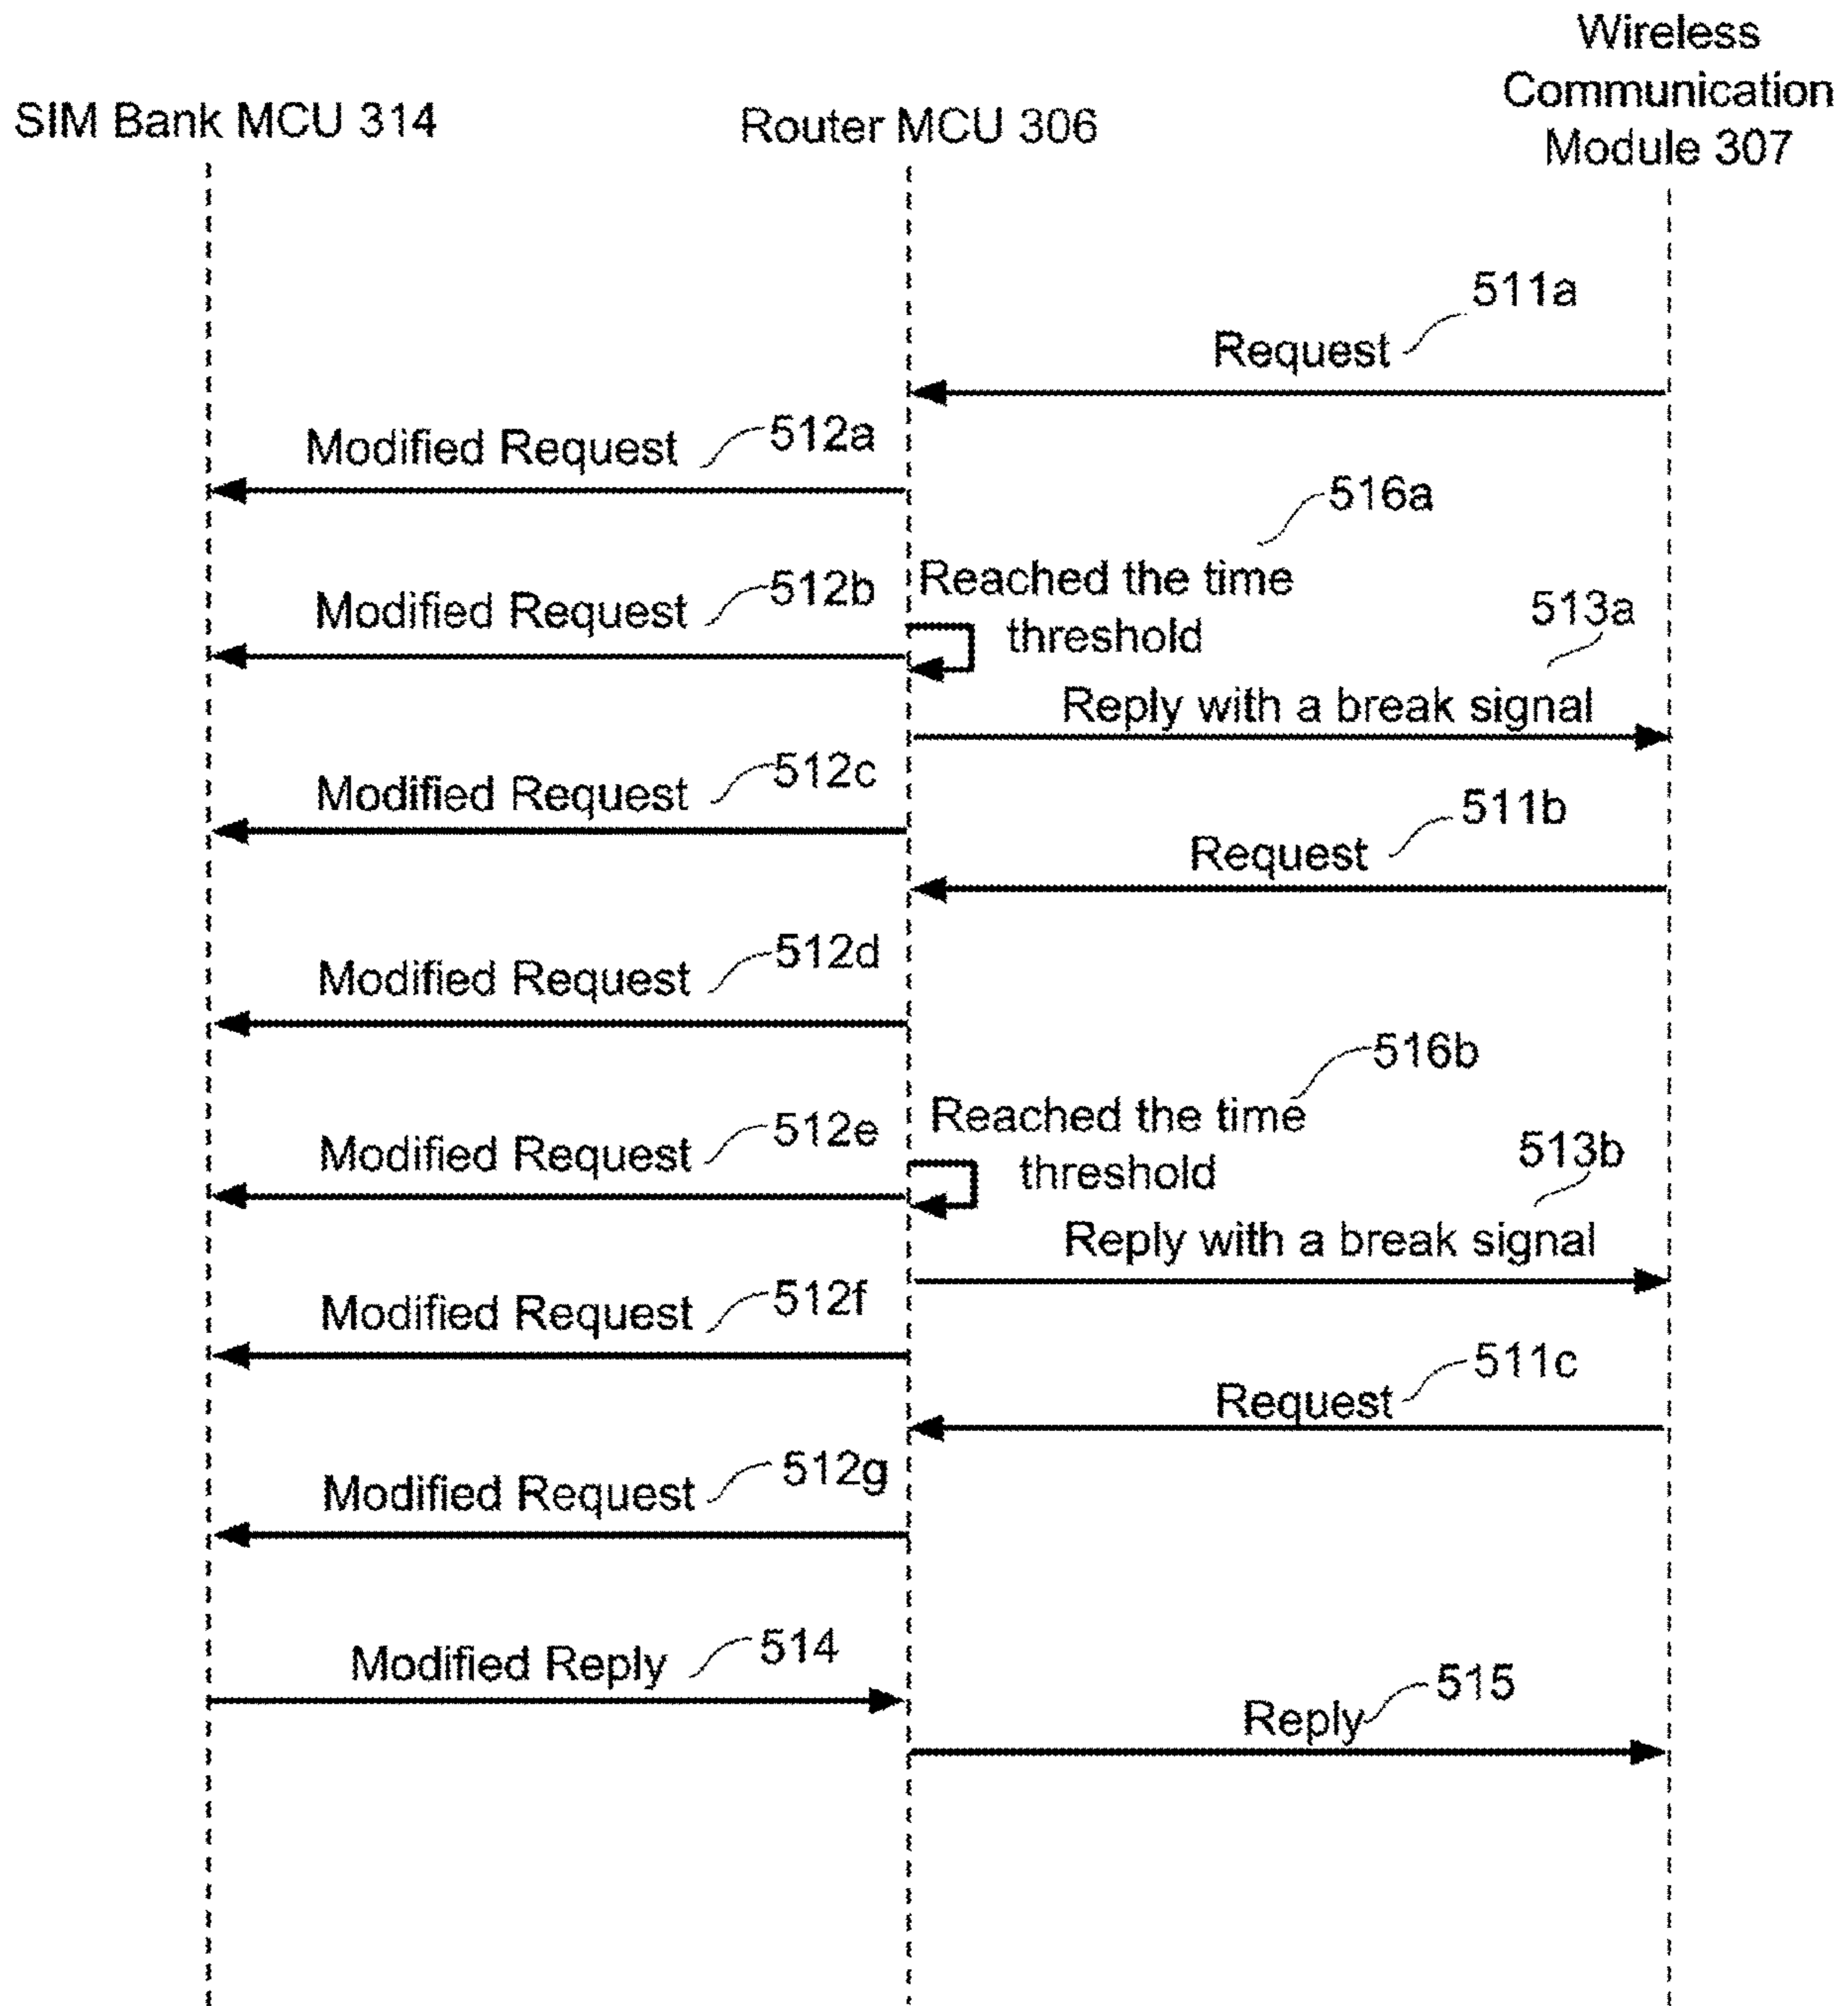 Wireless
Communication
Module 307
SIM Bank MCU 314
Router MCU 306
511a
Request
512a
Modified Request
516a
Reached the time
threshold
512b
Modified Request
513a
Reply with a break signal
512c
Modified Request
511b
Request
512d
Modified Request
516b
Reached the time
threshold
512e
Modified Request
513b
Reply with a break signal
512f
Modified Request
511c
Request
512g
Modified Request
514
Modified Reply
515
Reply